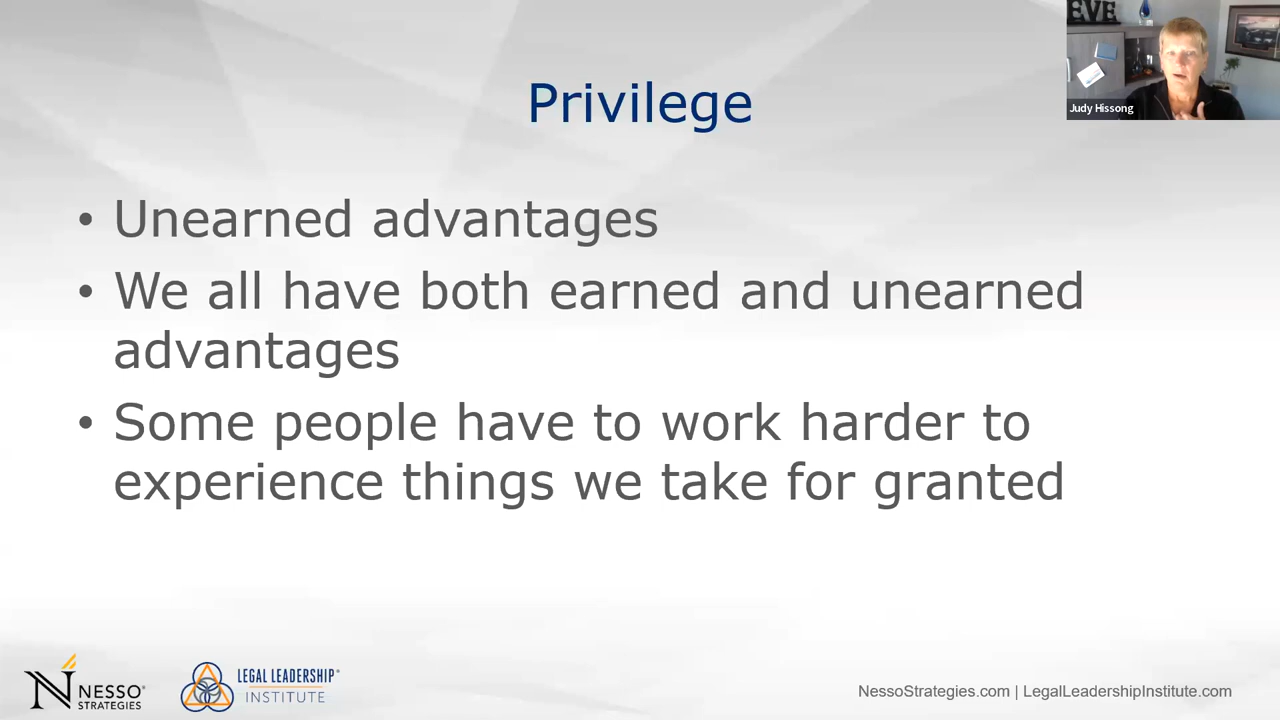 EVE
Judy Hissong
Privilege
• Unearned advantages
• We all have both earned and unearned
advantages
• Some people have to work harder to
experience things we take for granted
NESSO®
STRATEGIES
LEGAL LEADERSHIP®
INSTITUTE
NessoStrategies.com | LegalLeadershipInstitute.com